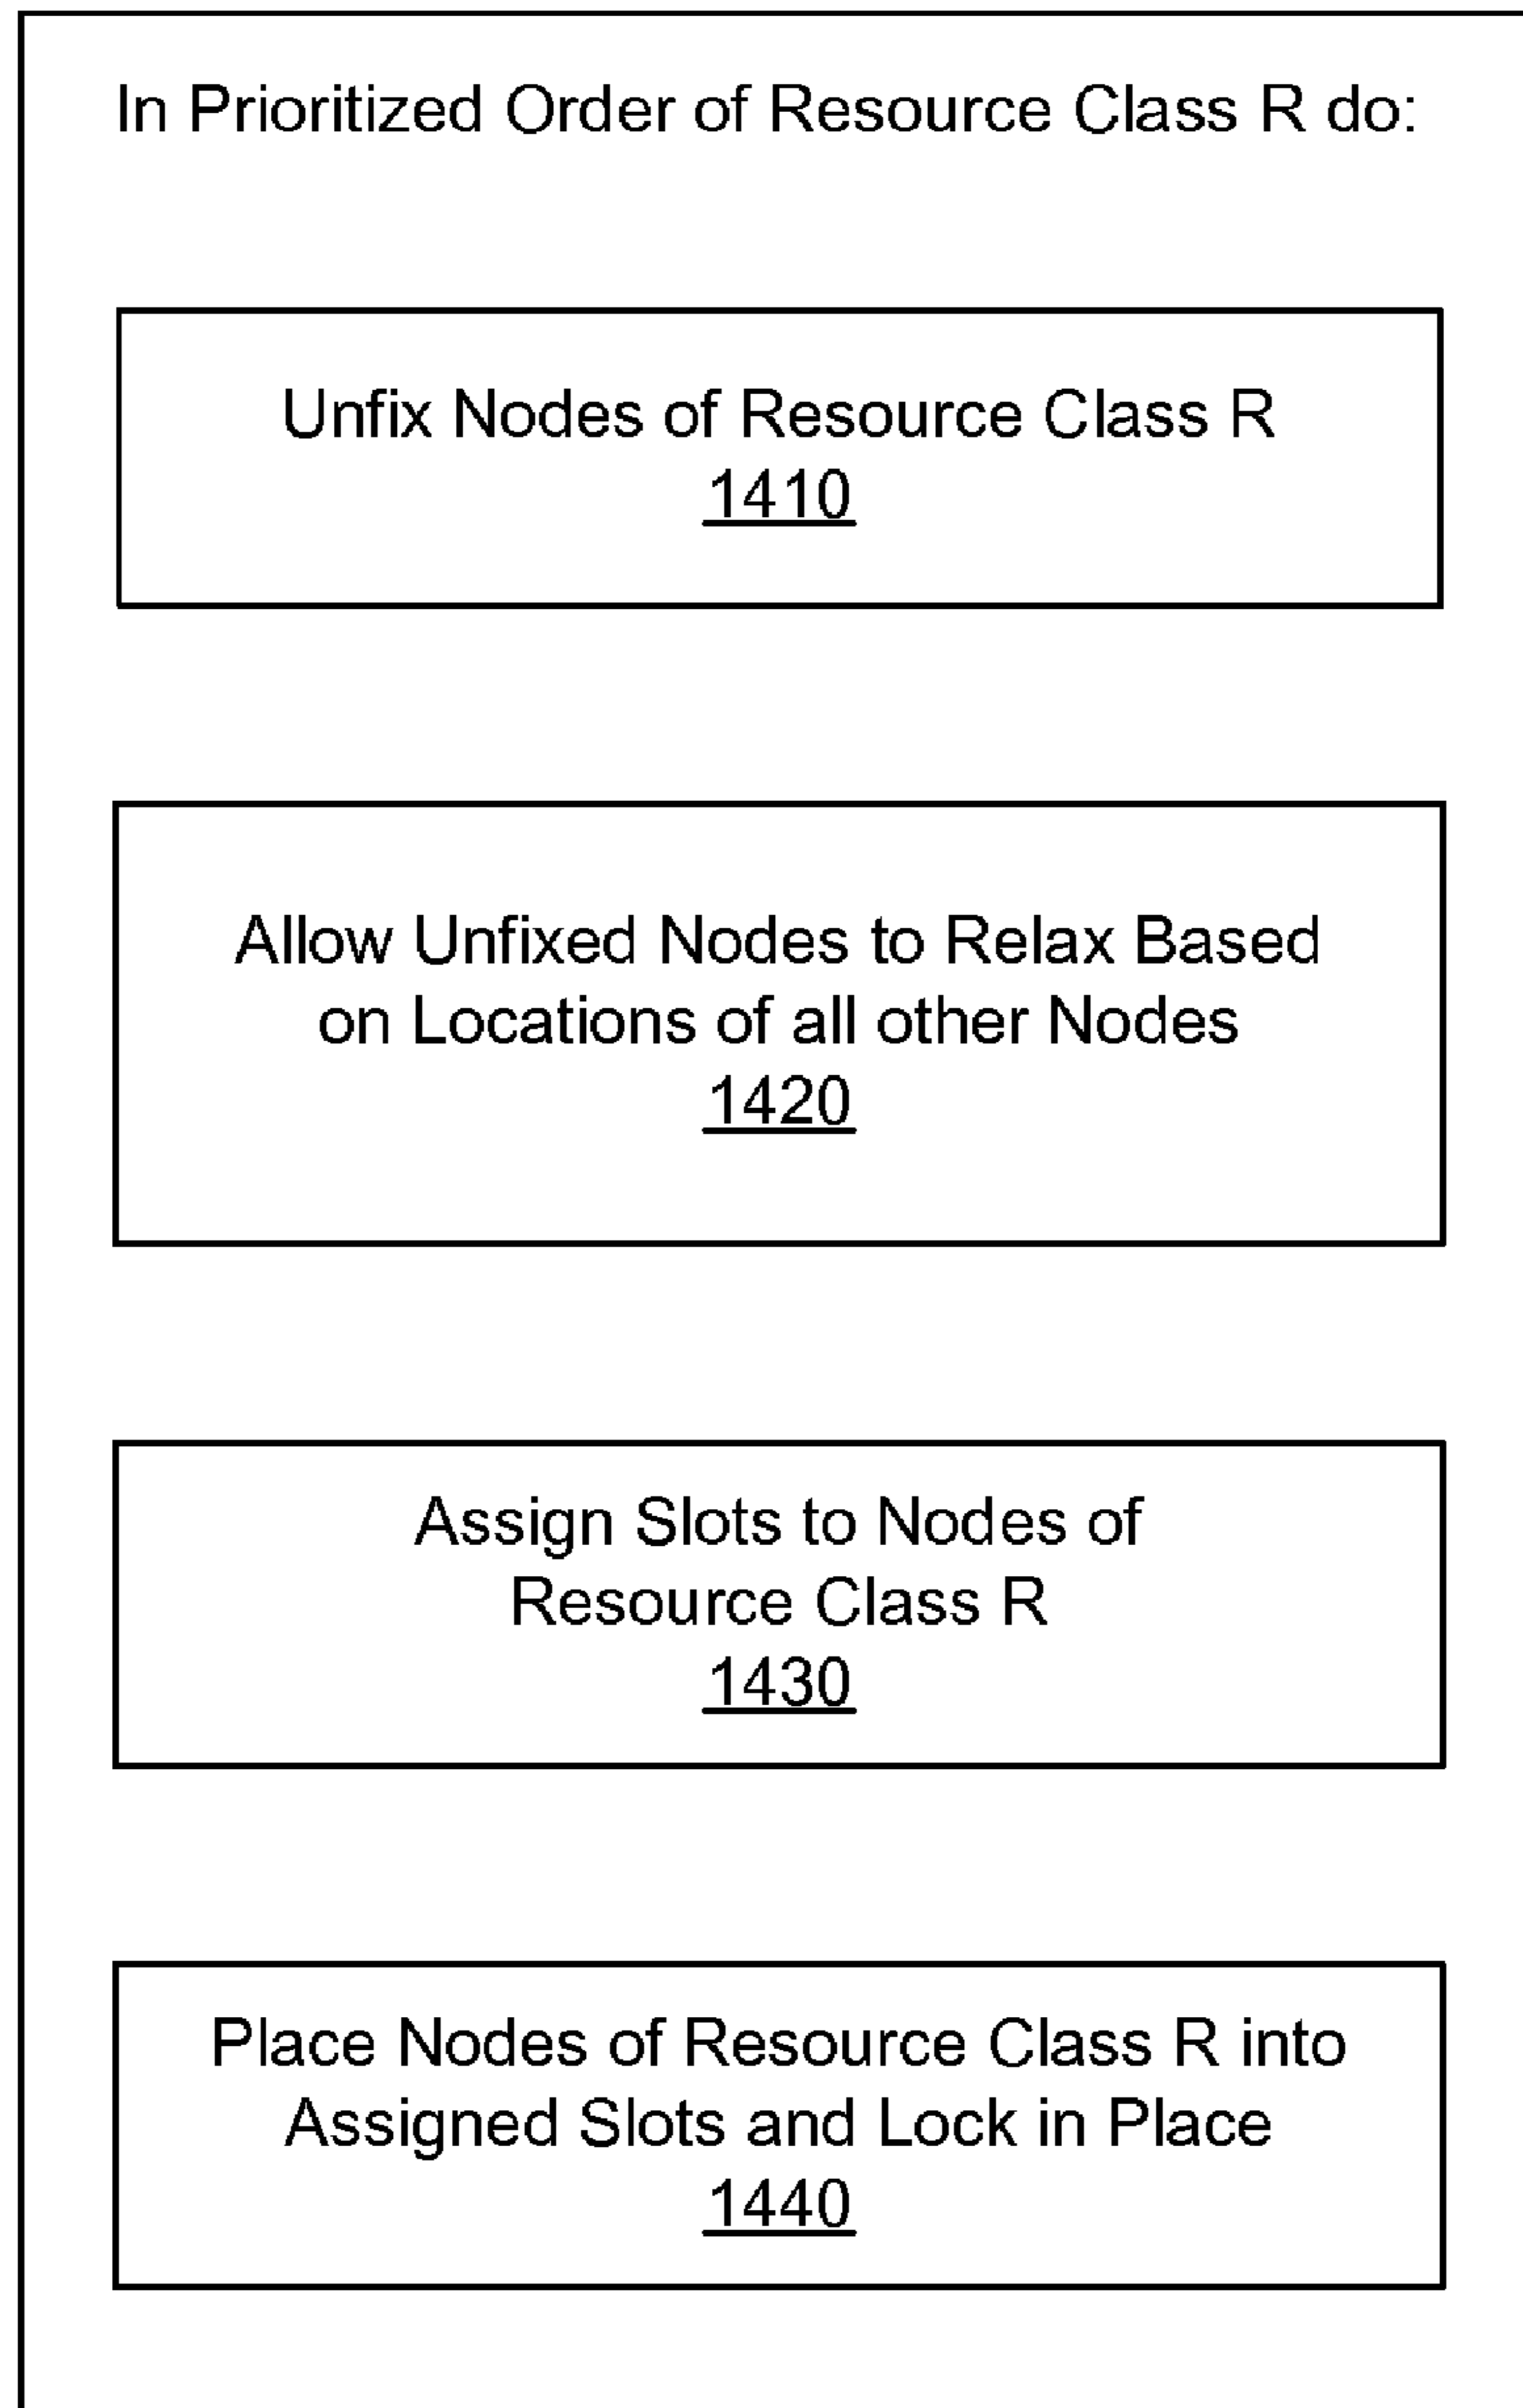 In Prioritized Order of Resource Class R do:
Unfix Nodes of Resource Class R
1410
Allow Unfixed Nodes to Relax Based
on Locations of all other Nodes
1420
Assign Slots to Nodes of
Resource Class R
1430
Place Nodes of Resource Class R into
Assigned Slots and Lock in Place
1440